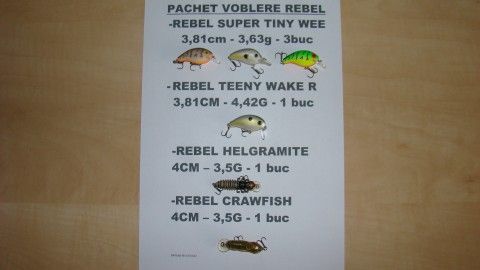 PACHET VOBLERE REBEL
-REBEL SUPER TINY WEE
3,81cm - 3,63g - 3buc
-REBEL TEENY WAKE R
3,81CM - 4,42G - 1 buc
-REBEL HELGRAMITE
4CM – 3,5G - 1 buc
-REBEL CRAWFISH
4CM – 3,5G - 1 buc